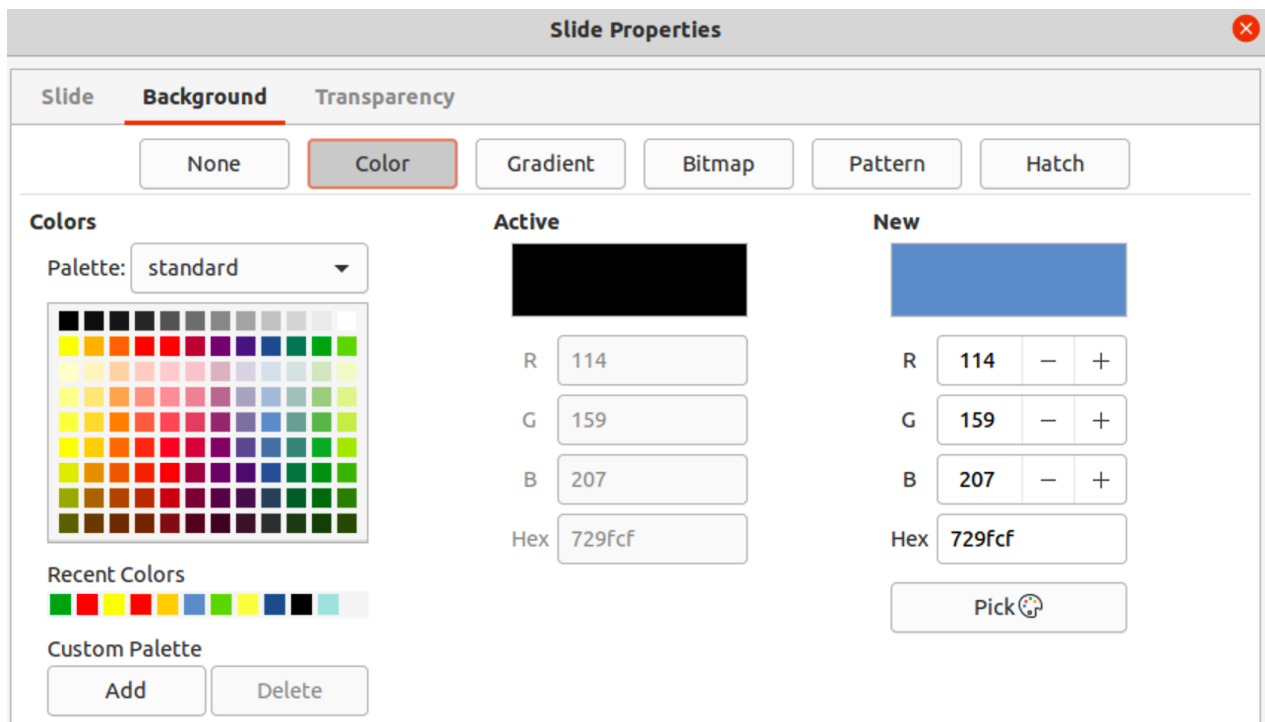 Slide Properties
Slide Background Transparency
None Color Gradient Bitmap Pattern Hatch
Colors Active New
Palette: standard
R 114 R 114 − +
G 159 G 159 − +
B 207 B 207 − +
Hex 729fcf Hex 729fcf
Recent Colors
Pick
Custom Palette
Add Delete